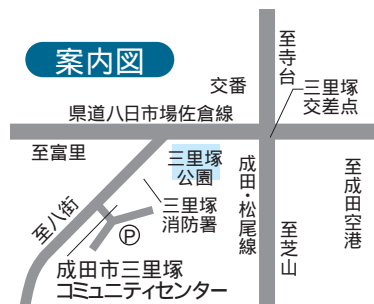 案内図
至寺台
交番
三里塚
交差点
県道八日市場佐倉線
至富里
三里塚
公園
成田・松尾線
至成田空港
至八街
三里塚
消防署
至芝山
P
成田市三里塚
コミュニティセンター